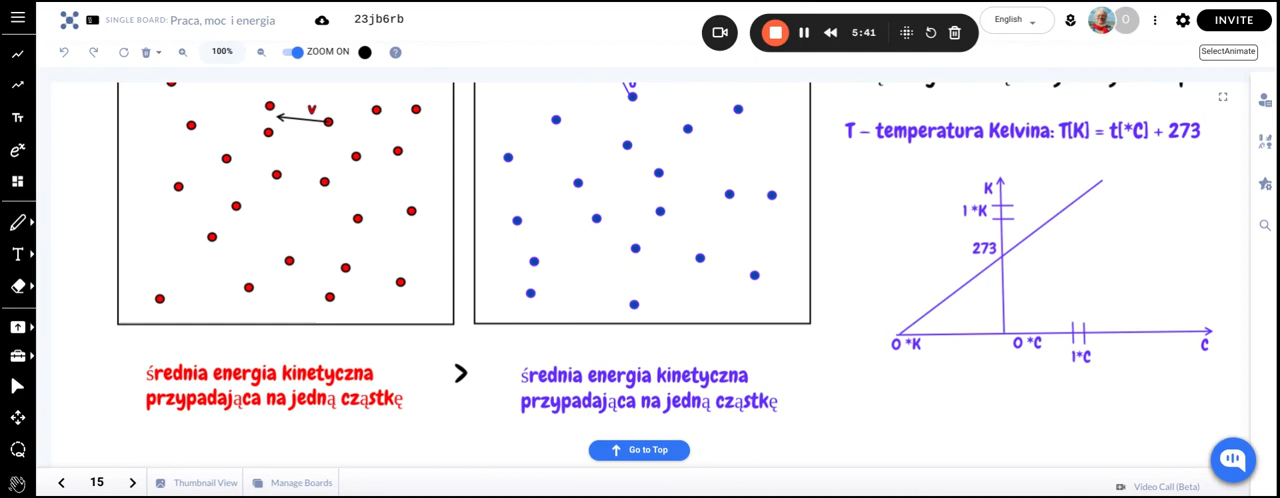 SINGLE BOARD: Praca, moc i energia
23jb6rb
5:41
English
O
INVITE
100%
ZOOM ON
SelectAnimate
Tт
eˣ
T
v
T – temperatura Kelvina: T[K] = t[*C] + 273
K
1 *K
273
0 *K
0 *C
1*C
C
średnia energia kinetyczna
przypadająca na jedną cząstkę
>
średnia energia kinetyczna
przypadająca na jedną cząstkę
Go to Top
15
Thumbnail View
Manage Boards
Video Call (Beta)